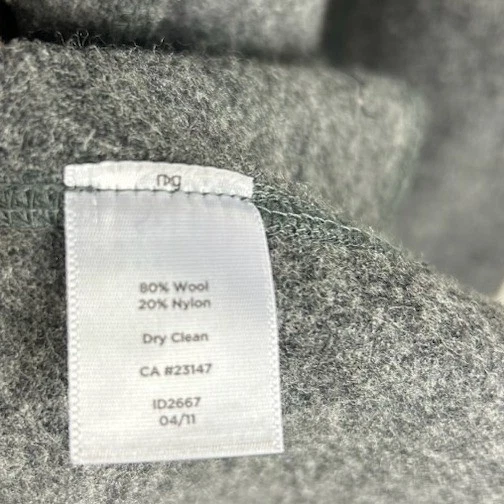 80% Wool
20% Nylon
Dry Clean
CA #23147
ID2667
04/11